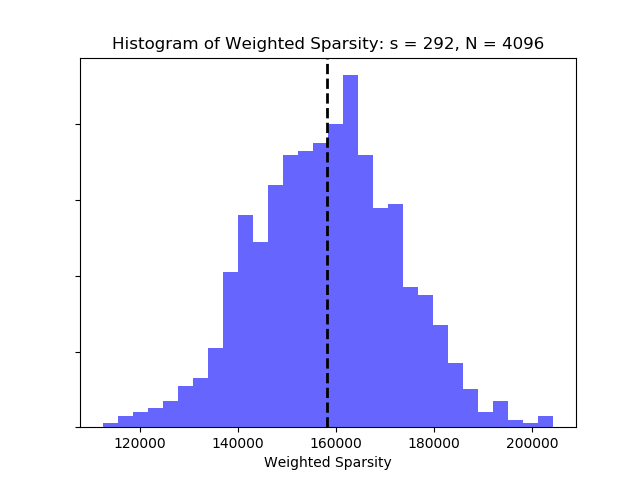 Histogram of Weighted Sparsity: s = 292, N = 4096
120000 140000 160000 180000 200000
Weighted Sparsity